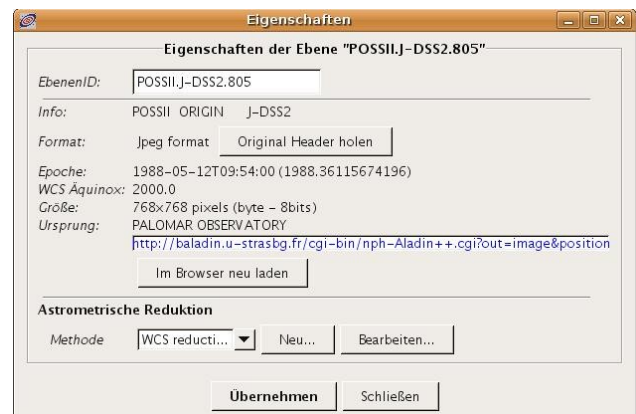 Eigenschaften
Eigenschaften der Ebene "POSSII.J-DSS2.805"
EbenenID: POSSII.J-DSS2.805
Info: POSSII ORIGIN J-DSS2
Format: Jpeg format Original Header holen
Epoche: 1988-05-12T09:54:00 (1988.36115674196)
WCS Äquinox: 2000.0
Größe: 768x768 pixels (byte - 8bits)
Ursprung: PALOMAR OBSERVATORY
http://baladin.u-strasbg.fr/cgi-bin/nph-Aladin++.cgi?out=image&position
Im Browser neu laden
Astrometrische Reduktion
Methode WCS reducti... Neu... Bearbeiten...
Übernehmen Schließen